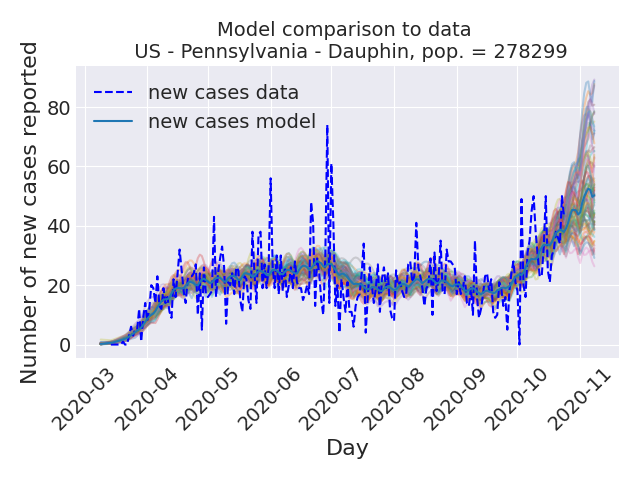 Model comparison to data
US - Pennsylvania - Dauphin, pop. = 278299
Number of new cases reported
new cases data
new cases model
80
60
40
20
0
2020-03
2020-04
2020-05
2020-06
2020-07
2020-08
2020-09
2020-10
2020-11
Day